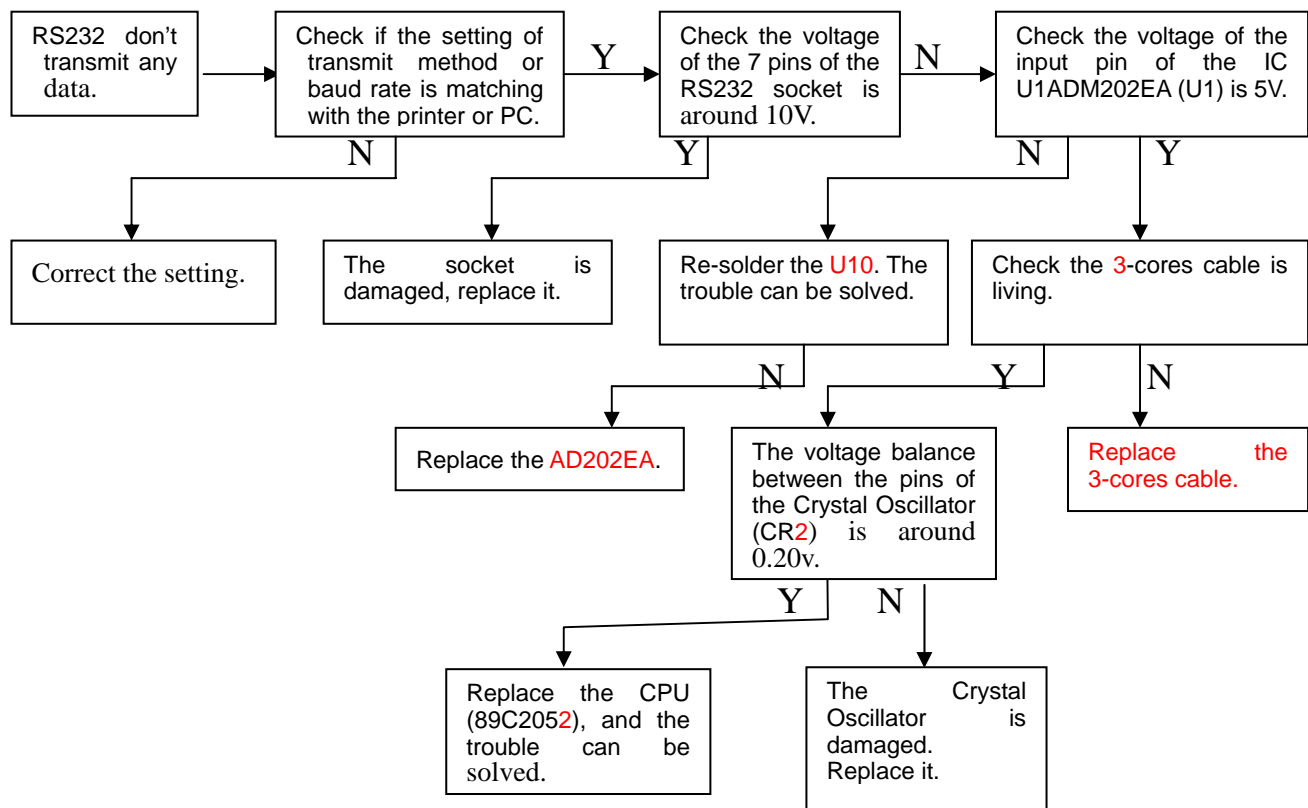 RS232 don't
transmit any
data.
Check if the setting of
transmit method or
baud rate is matching
with the printer or PC.
Y
Check the voltage
of the 7 pins of the
RS232 socket is
around 10V.
N
Check the voltage of the
input pin of the IC
U1ADM202EA (U1) is 5V.
N
Y
N
Y
Correct the setting.
The socket is
damaged, replace it.
Re-solder the U10. The
trouble can be solved.
Check the 3-cores cable is
living.
N
Y
N
Replace the AD202EA.
The voltage balance
between the pins of
the Crystal Oscillator
(CR2) is around
0.20v.
Replace the
3-cores cable.
Y
N
Replace the CPU
(89C2052), and the
trouble can be
solved.
The Crystal
Oscillator is
damaged.
Replace it.